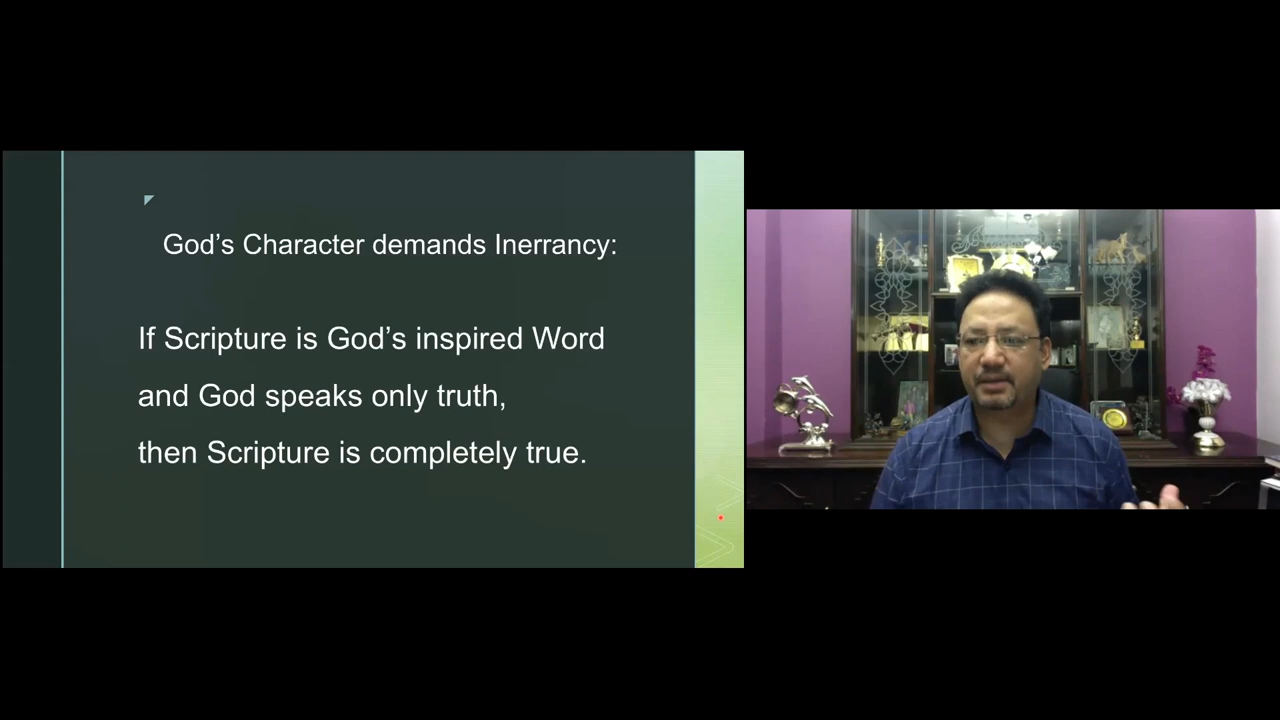 God’s Character demands Inerrancy:
If Scripture is God’s inspired Word
and God speaks only truth,
then Scripture is completely true.